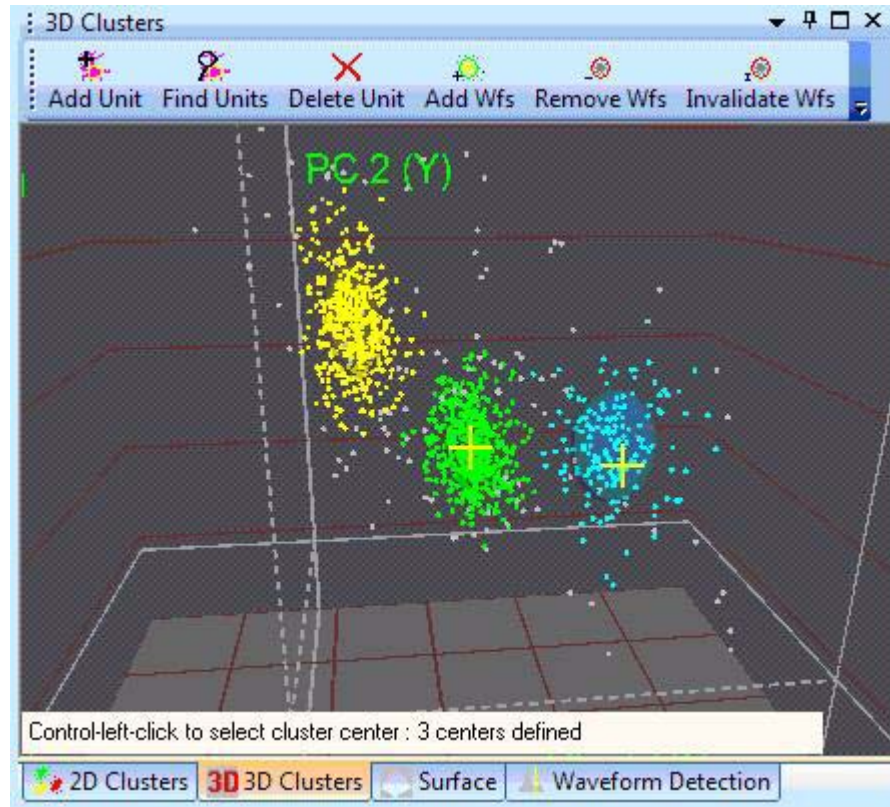 3D Clusters
Add Unit Find Units Delete Unit Add Wfs Remove Wfs Invalidate Wfs
PC 2 (Y)
Control-left-click to select cluster center : 3 centers defined
2D Clusters 3D 3D Clusters Surface Waveform Detection